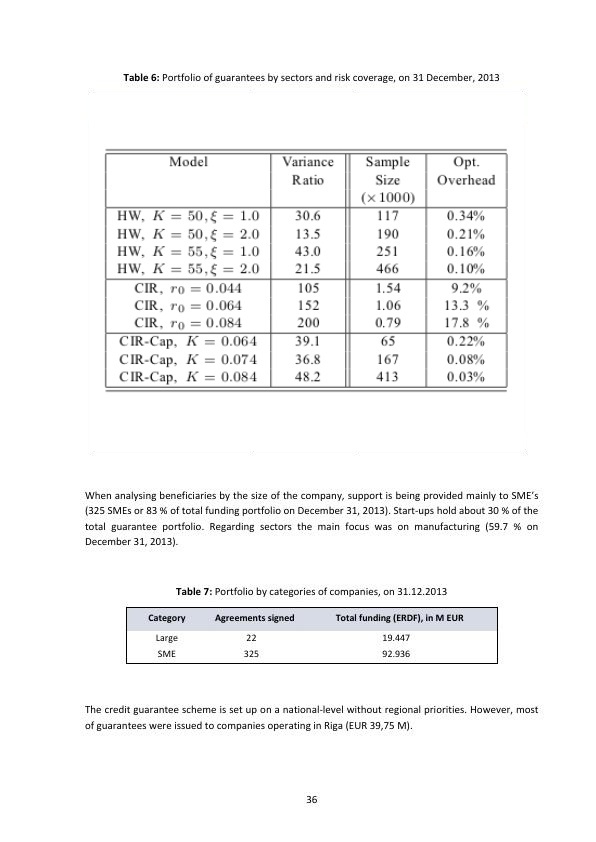 Table 6: Portfolio of guarantees by sectors and risk coverage, on 31 December, 2013
Model Variance Sample Opt.
Ratio Size Overhead
(×1000)
HW, K = 50, ξ = 1.0 30.6 117 0.34%
HW, K = 50, ξ = 2.0 13.5 190 0.21%
HW, K = 55, ξ = 1.0 43.0 251 0.16%
HW, K = 55, ξ = 2.0 21.5 466 0.10%
CIR, r0 = 0.044 105 1.54 9.2%
CIR, r0 = 0.064 152 1.06 13.3 %
CIR, r0 = 0.084 200 0.79 17.8 %
CIR-Cap, K = 0.064 39.1 65 0.22%
CIR-Cap, K = 0.074 36.8 167 0.08%
CIR-Cap, K = 0.084 48.2 413 0.03%
When analysing beneficiaries by the size of the company, support is being provided mainly to SME's
(325 SMEs or 83 % of total funding portfolio on December 31, 2013). Start-ups hold about 30 % of the
total guarantee portfolio. Regarding sectors the main focus was on manufacturing (59.7 % on
December 31, 2013).
Table 7: Portfolio by categories of companies, on 31.12.2013
Category Agreements signed Total funding (ERDF), in M EUR
Large 22 19.447
SME 325 92.936
The credit guarantee scheme is set up on a national-level without regional priorities. However, most
of guarantees were issued to companies operating in Riga (EUR 39,75 M).
36